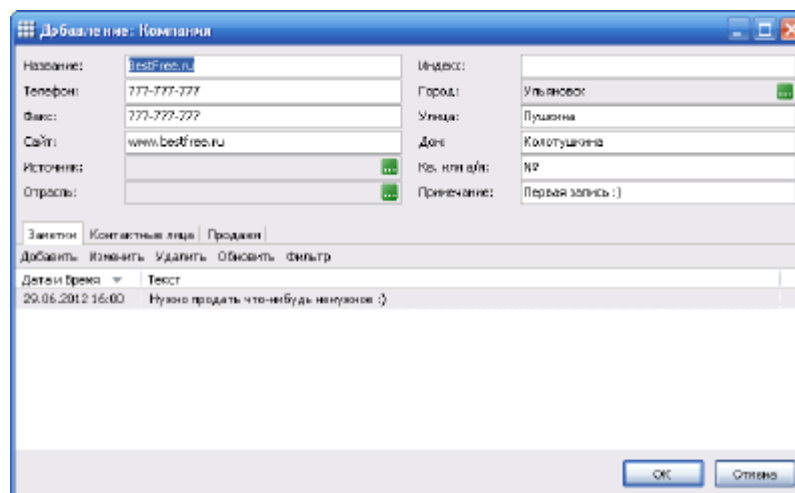 Добавление: Компания
Название: BestFree.ru Индекс:
Телефон: 777-777-777 Город: Ульяновск
Факс: 777-777-777 Улица: Пушкина
Сайт: www.bestfree.ru Дом: Колотушкина
Источник: Кв. или а/я: №?
Отрасль: Примечание: Первая запись :)
Заметки Контактные лица Продажи
Добавить Изменить Удалить Обновить Фильтр
Дата и Время Текст
29.06.2012 16:00 Нужно продать что-нибудь ненужное :)
OK Отмена